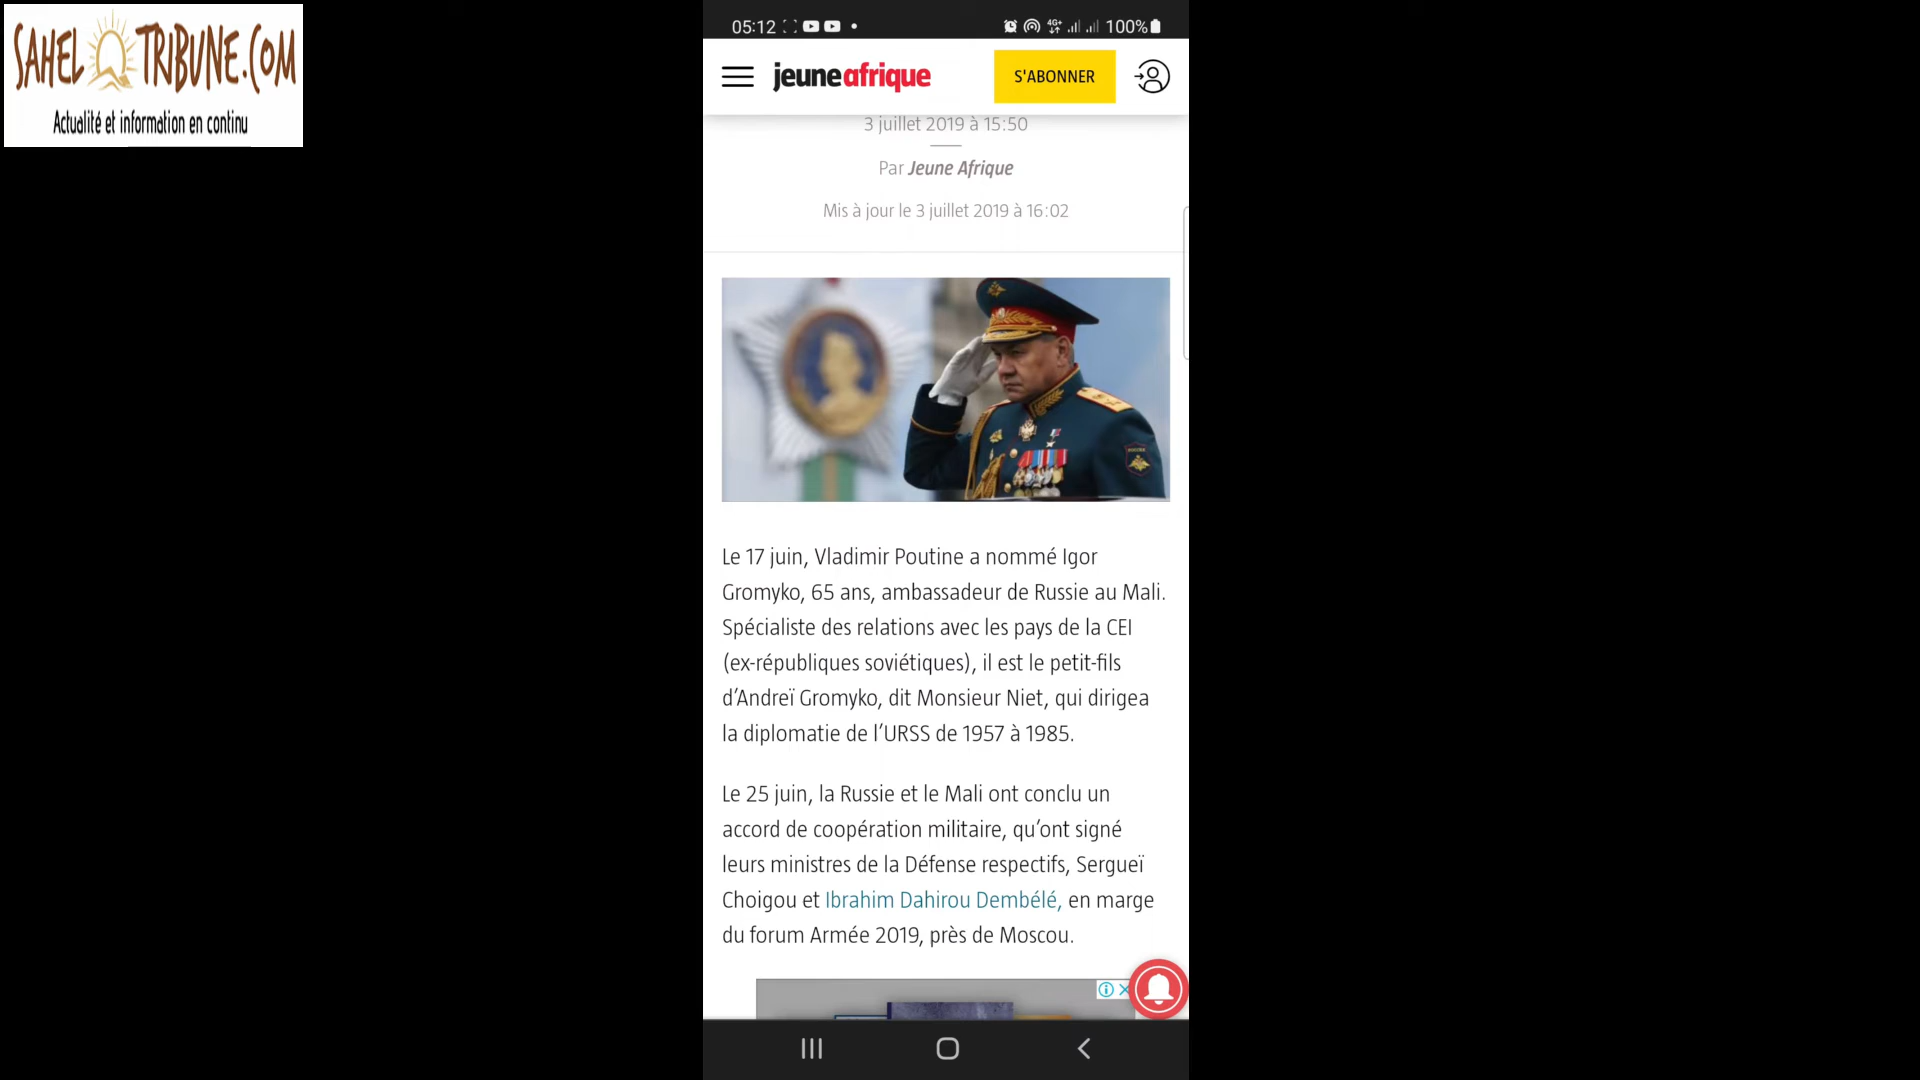 SAHEL TRIBUNE.COM
Actualité et information en continu
05:12
4G+
100%
jeuneafrique
S'ABONNER
3 juillet 2019 à 15:50
Par Jeune Afrique
Mis à jour le 3 juillet 2019 à 16:02
Le 17 juin, Vladimir Poutine a nommé Igor
Gromyko, 65 ans, ambassadeur de Russie au Mali.
Spécialiste des relations avec les pays de la CEI
(ex-républiques soviétiques), il est le petit-fils
d’Andreï Gromyko, dit Monsieur Niet, qui dirigea
la diplomatie de l’URSS de 1957 à 1985.
Le 25 juin, la Russie et le Mali ont conclu un
accord de coopération militaire, qu’ont signé
leurs ministres de la Défense respectifs, Sergueï
Choigou et Ibrahim Dahirou Dembélé, en marge
du forum Armée 2019, près de Moscou.